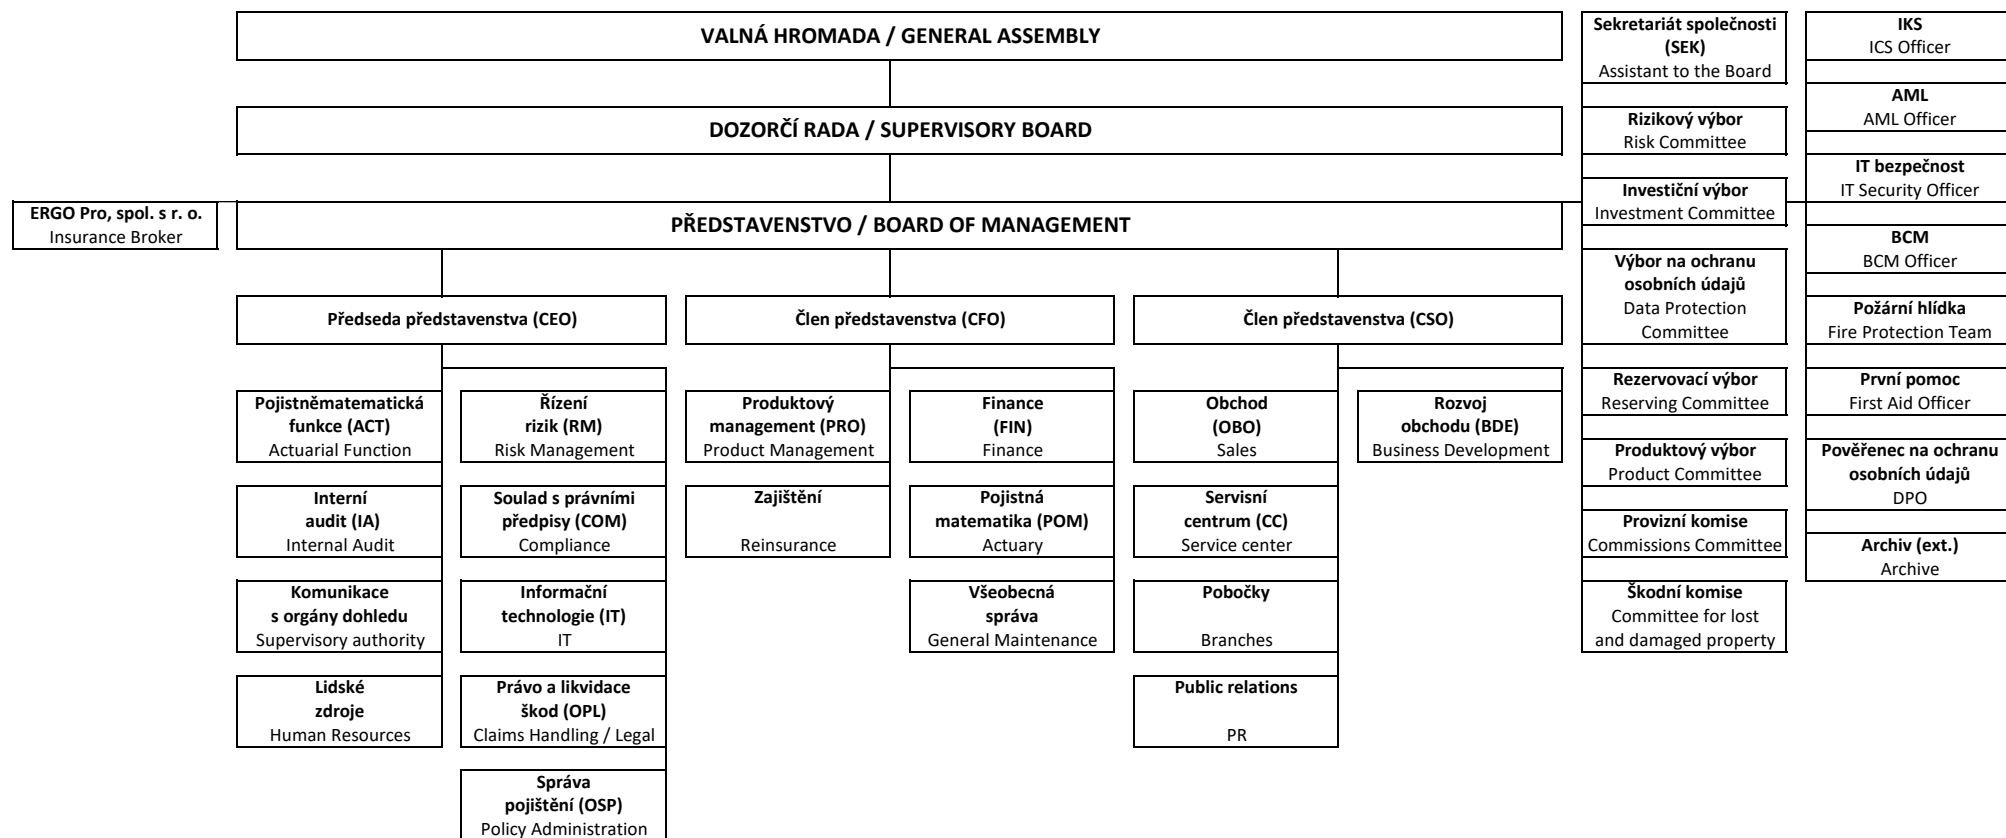 VALNÁ HROMADA / GENERAL ASSEMBLY
DOZORČÍ RADA / SUPERVISORY BOARD
ERGO Pro, spol. s r. o.
Insurance Broker
PŘEDSTAVENSTVO / BOARD OF MANAGEMENT
Předseda představenstva (CEO)
Člen představenstva (CFO)
Člen představenstva (CSO)
Pojistněmatematická
funkce (ACT)
Actuarial Function
Řízení
rizik (RM)
Risk Management
Produktový
management (PRO)
Product Management
Finance
(FIN)
Finance
Obchod
(OBO)
Sales
Rozvoj
obchodu (BDE)
Business Development
Interní
audit (IA)
Internal Audit
Soulad s právními
předpisy (COM)
Compliance
Zajištění
Reinsurance
Pojistná
matematika (POM)
Actuary
Servisní
centrum (CC)
Service center
Komunikace
s orgány dohledu
Supervisory authority
Informační
technologie (IT)
IT
Všeobecná
správa
General Maintenance
Pobočky
Branches
Lidské
zdroje
Human Resources
Právo a likvidace
škod (OPL)
Claims Handling / Legal
Public relations
PR
Správa
pojištění (OSP)
Policy Administration
Sekretariát společnosti
(SEK)
Assistant to the Board
Rizikový výbor
Risk Committee
Investiční výbor
Investment Committee
Výbor na ochranu
osobních údajů
Data Protection
Committee
Rezervovací výbor
Reserving Committee
Produktový výbor
Product Committee
Provizní komise
Commissions Committee
Škodní komise
Committee for lost
and damaged property
IKS
ICS Officer
AML
AML Officer
IT bezpečnost
IT Security Officer
BCM
BCM Officer
Požární hlídka
Fire Protection Team
První pomoc
First Aid Officer
Pověřenec na ochranu
osobních údajů
DPO
Archiv (ext.)
Archive